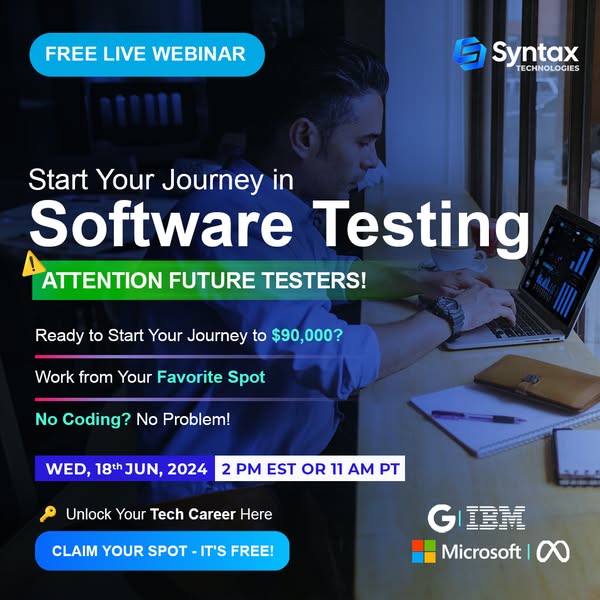 FREE LIVE WEBINAR
Syntax
TECHNOLOGIES
Start Your Journey in
Software Testing
ATTENTION FUTURE TESTERS!
Ready to Start Your Journey to $90,000?
Work from Your Favorite Spot
No Coding? No Problem!
WED, 18th JUN, 2024 2 PM EST OR 11 AM PT
Unlock Your Tech Career Here
CLAIM YOUR SPOT - IT'S FREE!
G | IBM
Microsoft |